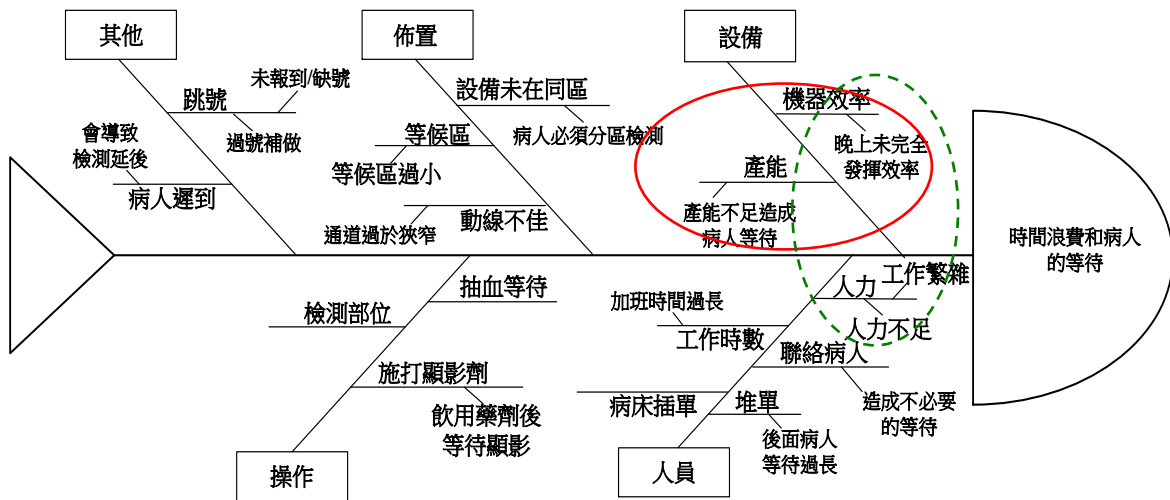 其他
佈置
設備
未報到/缺號
跳號
過號補做
會導致
檢測延後
病人遲到
設備未在同區
病人必須分區檢測
等候區
等候區過小
動線不佳
通道過於狹窄
機器效率
晚上未完全
發揮效率
產能
產能不足造成
病人等待
時間浪費和病人
的等待
抽血等待
檢測部位
施打顯影劑
飲用藥劑後
等待顯影
操作
工作繁雜
人力
人力不足
加班時間過長
工作時數
聯絡病人
造成不必要
的等待
病床插單
堆單
後面病人
等待過長
人員